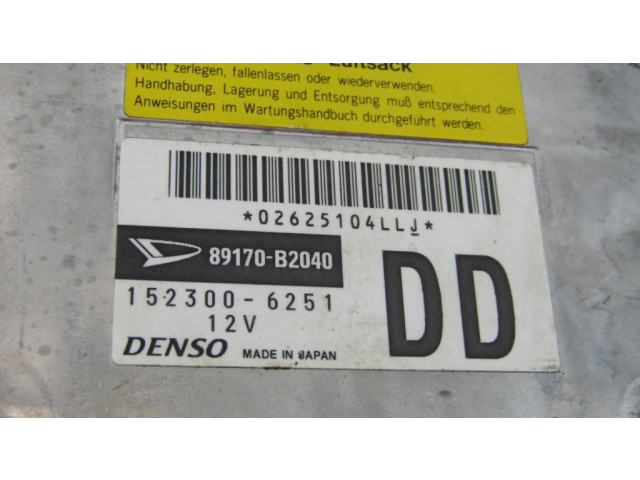 Luftsack
Nicht zerlegen, fallenlassen oder wiederverwenden.
Handhabung, Lagerung und Entsorgung muß entsprechend den
Anweisungen im Wartungshandbuch durchgeführt werden.
*02625104LLJ*
89170-B2040
152300-6251
12V
DD
DENSO MADE IN JAPAN